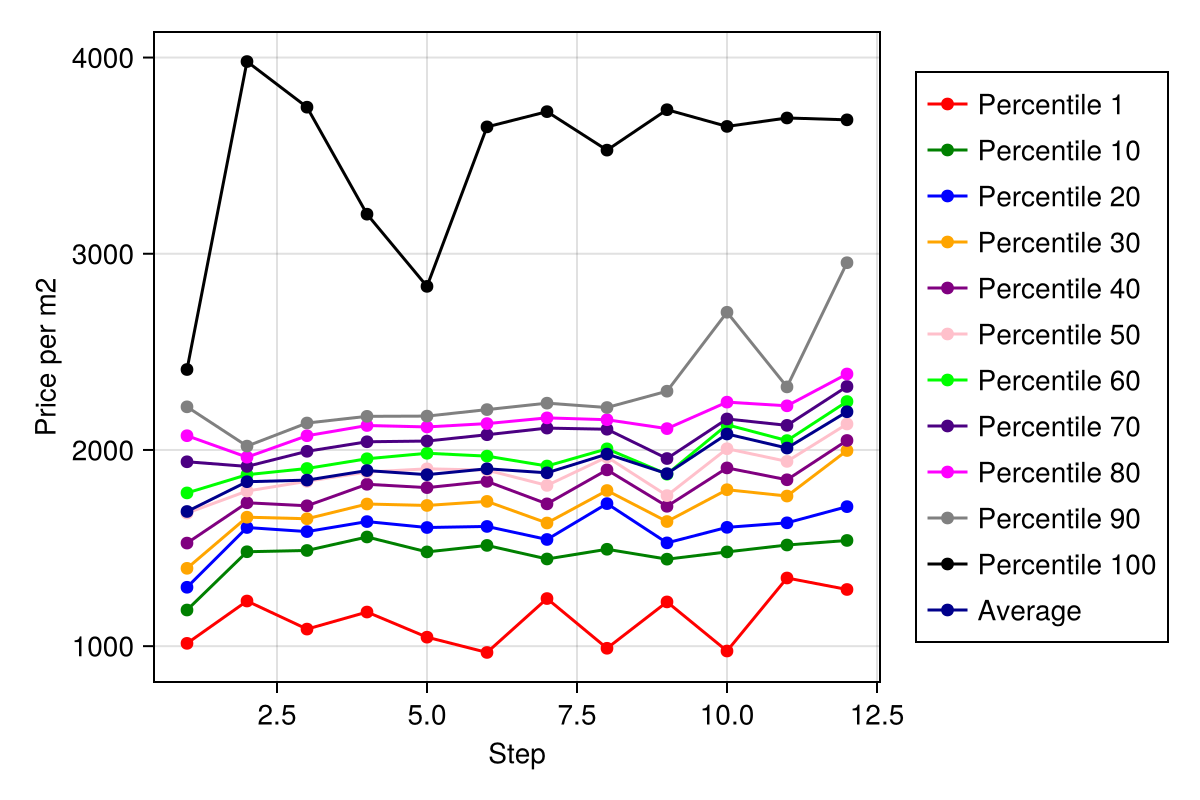 4000
3000
2000
1000
Price per m2
2.5 5.0 7.5 10.0 12.5
Step
Percentile 1
Percentile 10
Percentile 20
Percentile 30
Percentile 40
Percentile 50
Percentile 60
Percentile 70
Percentile 80
Percentile 90
Percentile 100
Average